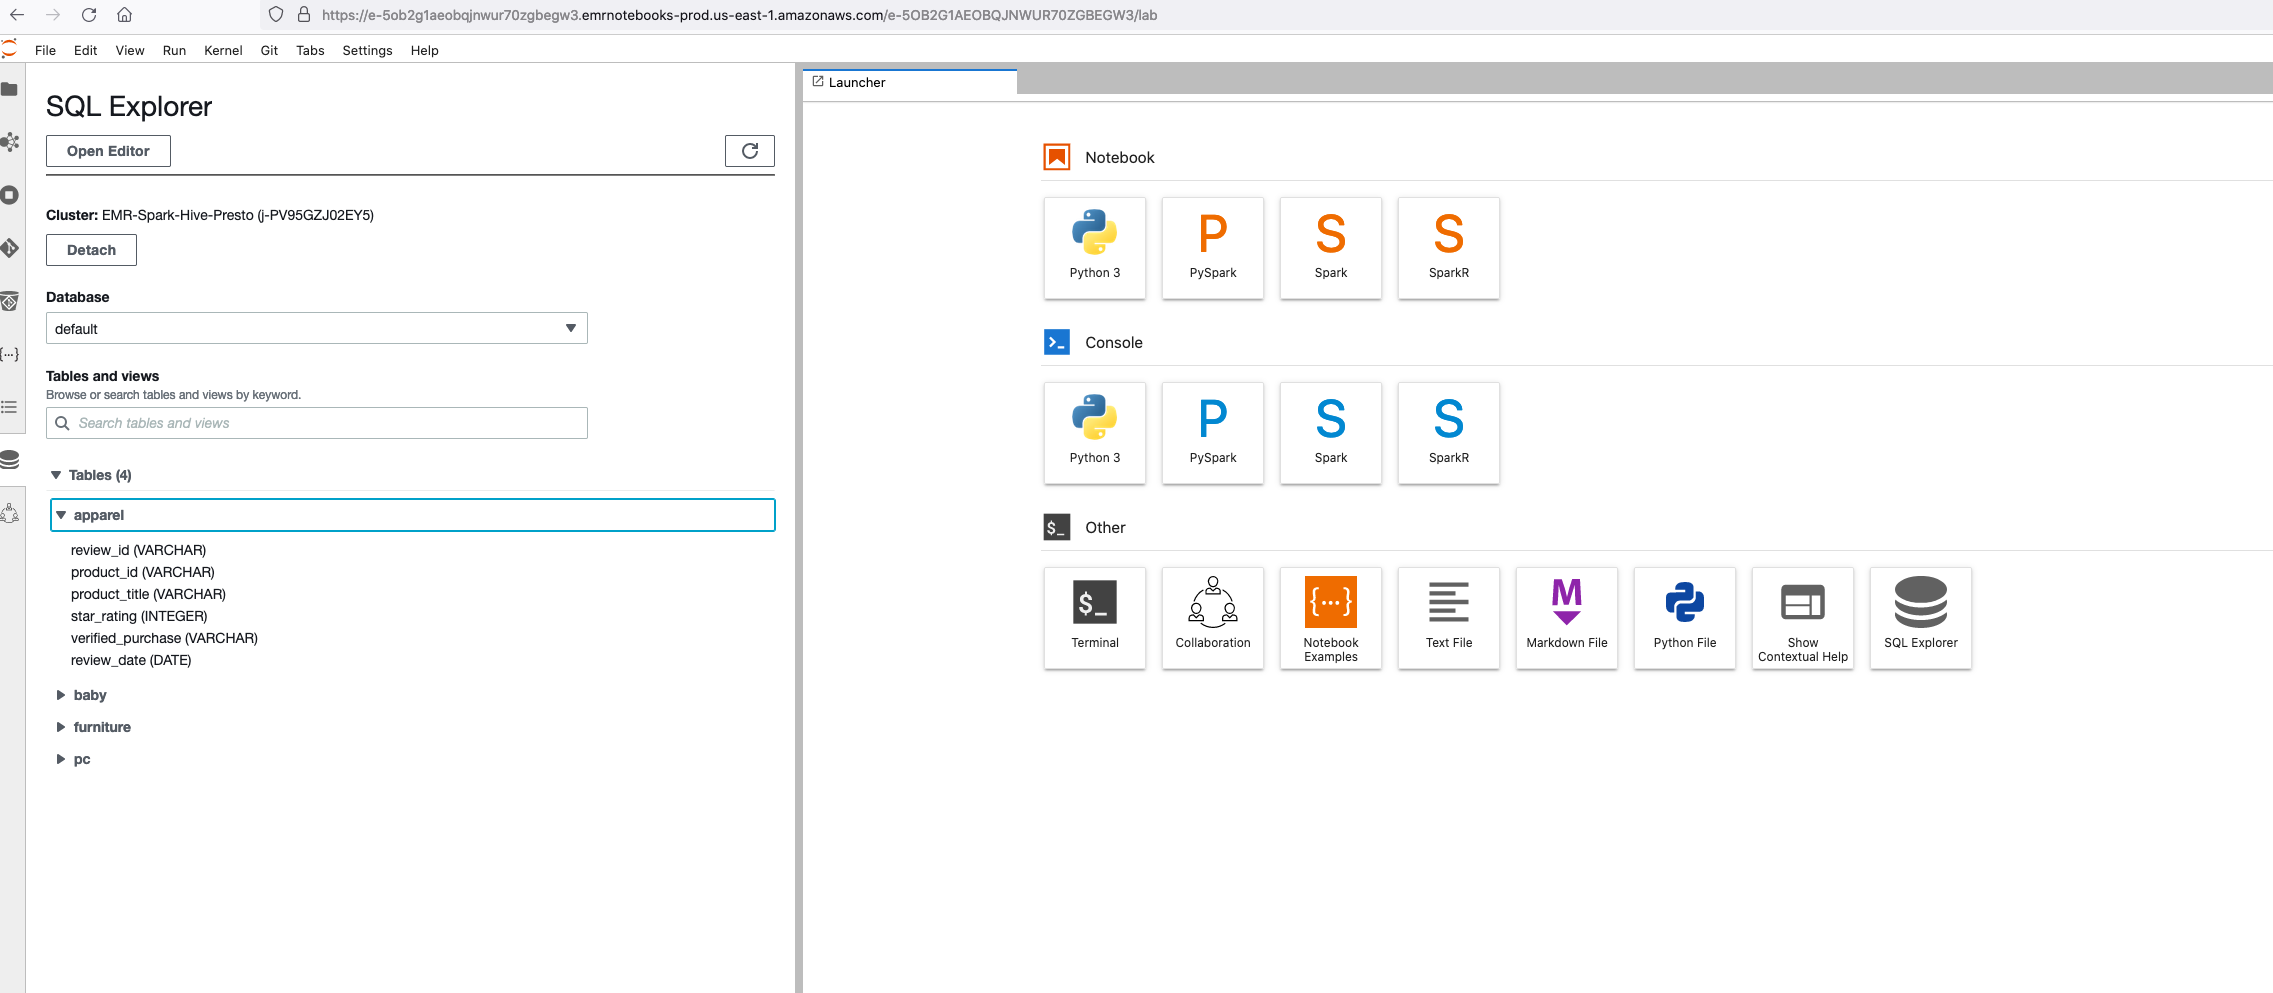 https://e-5ob2g1aeobqjnwur70zgbegw3.emrnotebooks-prod.us-east-1.amazonaws.com/e-5OB2G1AEOBQJNWUR70ZGBEGW3/lab
File Edit View Run Kernel Git Tabs Settings Help
SQL Explorer
Open Editor
Cluster: EMR-Spark-Hive-Presto (j-PV95GZJ02EY5)
Detach
Database
default
Tables and views
Browse or search tables and views by keyword.
Search tables and views
Tables (4)
apparel
review_id (VARCHAR)
product_id (VARCHAR)
product_title (VARCHAR)
star_rating (INTEGER)
verified_purchase (VARCHAR)
review_date (DATE)
baby
furniture
pc
Launcher
Notebook
P S S
Python 3 PySpark Spark SparkR
>_ Console
P S S
Python 3 PySpark Spark SparkR
$_ Other
$_ {...} M
Terminal Collaboration Notebook Examples Text File Markdown File Python File Show Contextual Help SQL Explorer